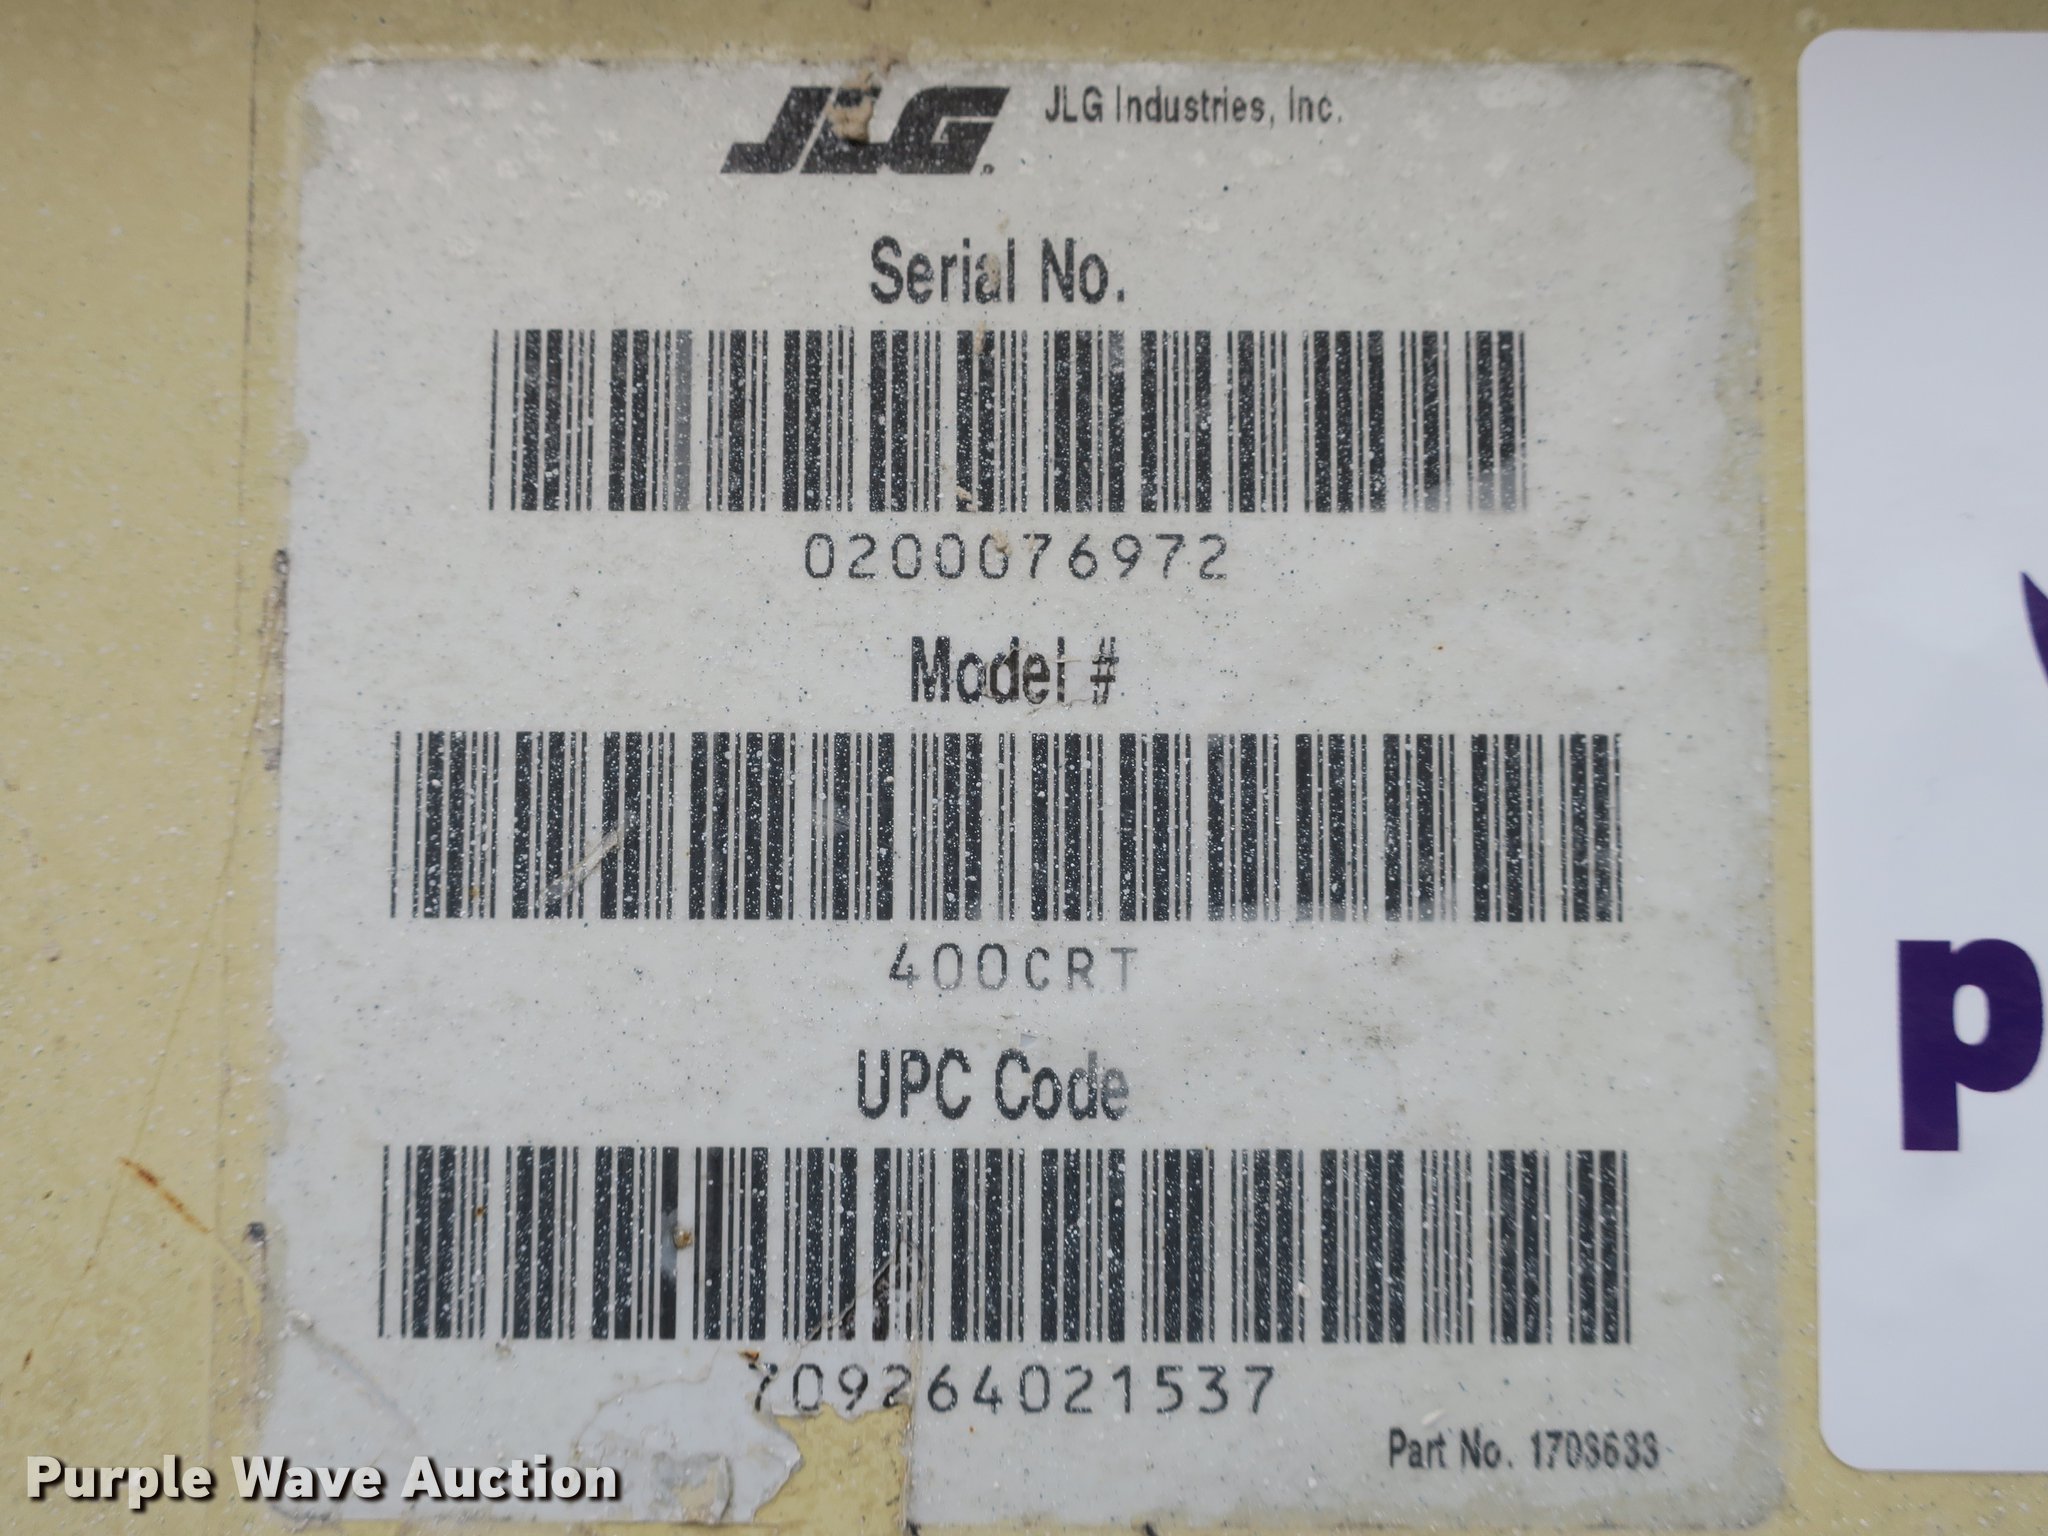 JLG JLG Industries, Inc.
Serial No.
0200076972
Model #
400CRT
UPC Code
709264021537
Part No. 1703633
p
Purple Wave Auction